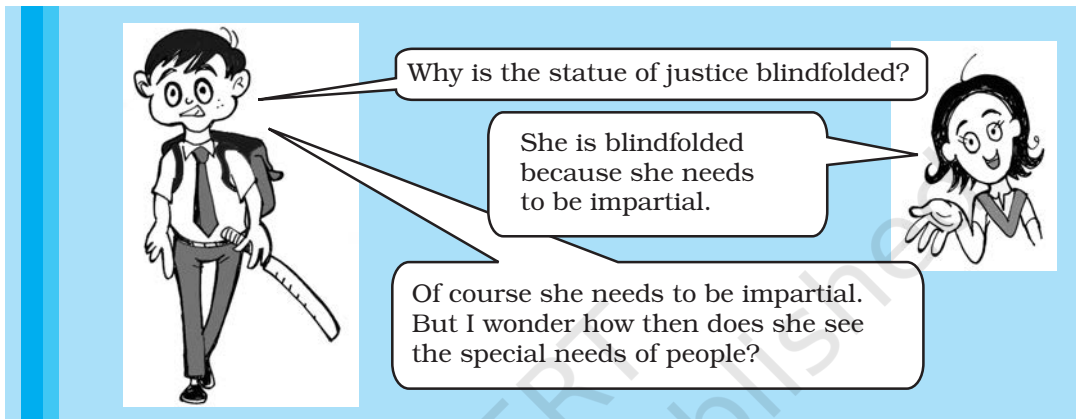 Why is the statue of justice blindfolded?
She is blindfolded
because she needs
to be impartial.
Of course she needs to be impartial.
But I wonder how then does she see
the special needs of people?